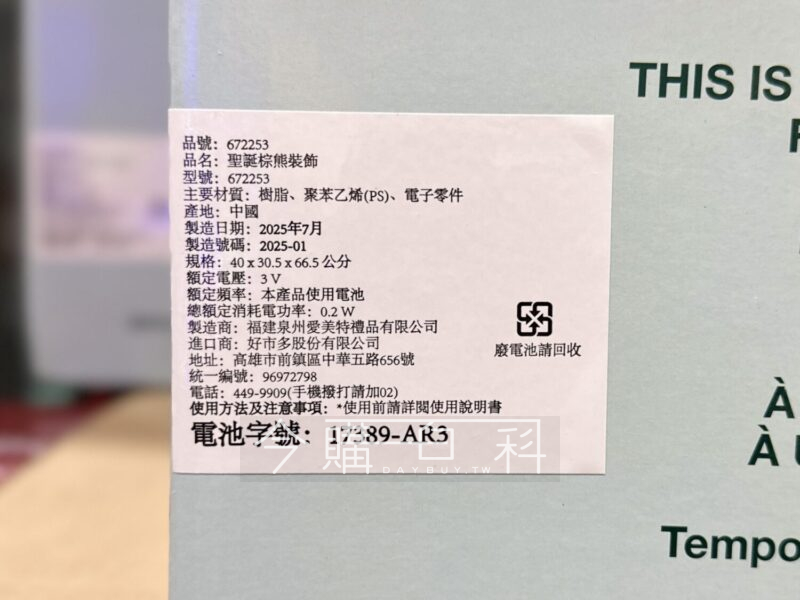 品號：672253
品名：聖誕棕熊裝飾
型號：672253
主要材質：樹脂、聚苯乙烯(PS)、電子零件
產地：中國
製造日期：2025年7月
製造號碼：2025-01
規格：40 x 30.5 x 66.5 公分
額定電壓：3 V
額定頻率：本產品使用電池
總額定消耗電功率：0.2 W
製造商：福建泉州愛美特禮品有限公司
進口商：好市多股份有限公司
地址：高雄市前鎮區中華五路656號
統一編號：96972798
電話：449-9909(手機撥打請加02)
使用方法及注意事項：*使用前請詳閱使用說明書
電池字號：17389-AR3
廢電池請回收
今購一口科
DAYBUY.TW
THIS IS
À
À
Tempo